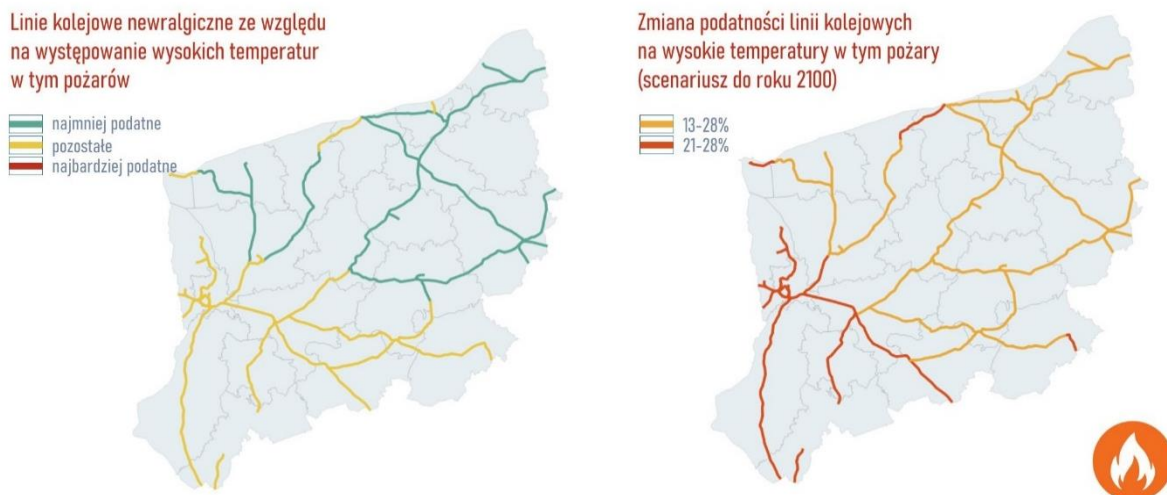 Linie kolejowe newralgiczne ze względu
na występowanie wysokich temperatur
w tym pożarów
najmniej podatne
pozostałe
najbardziej podatne
Zmiana podatności linii kolejowych
na wysokie temperatury w tym pożary
(scenariusz do roku 2100)
13-28%
21-28%